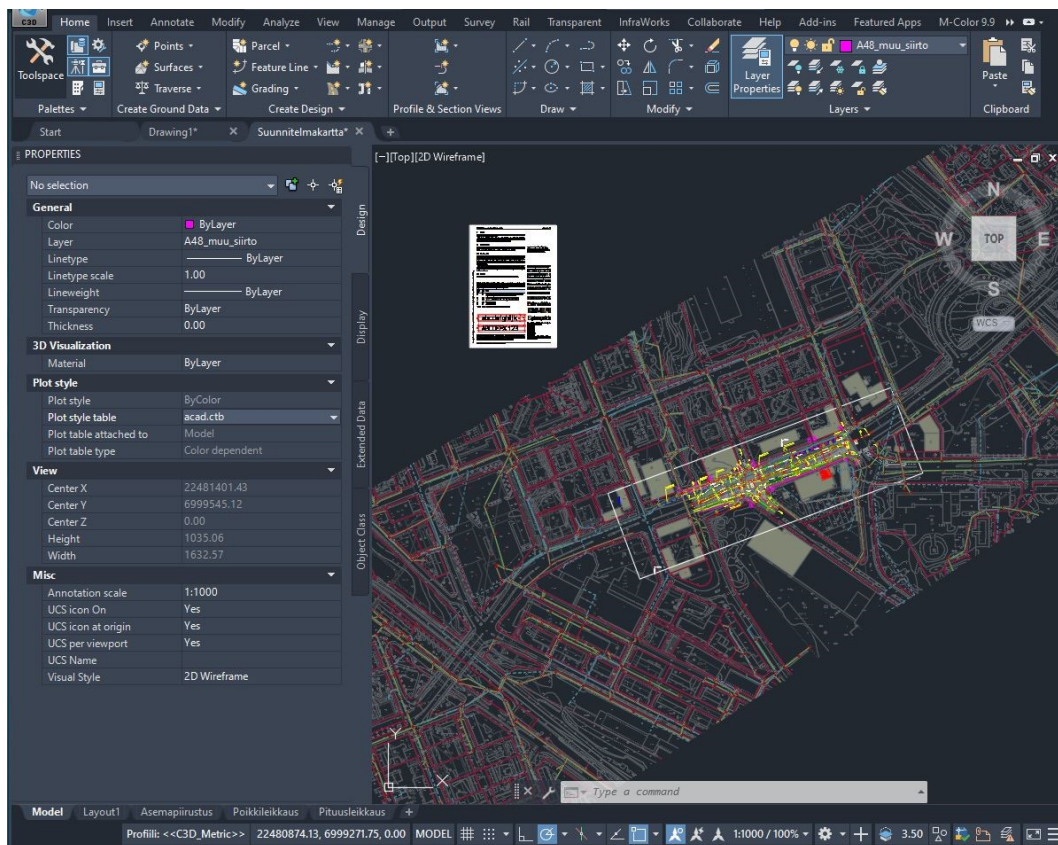 C3D
Home Insert Annotate Modify Analyze View Manage Output Survey Rail Transparent InfraWorks Collaborate Help Add-ins Featured Apps M-Color 9.9
Toolspace
Points
Surfaces
Traverse
Parcel
Feature Line
Grading
Layer
Properties
A48_muu_siirto
Paste
Palettes Create Ground Data Create Design Profile & Section Views Draw Modify Layers Clipboard
Start Drawing1* Suunnitelmakartta*
PROPERTIES
[−][Top][2D Wireframe]
No selection
General
Color ByLayer
Layer A48_muu_siirto
Linetype ByLayer
Linetype scale 1.00
Lineweight ByLayer
Transparency ByLayer
Thickness 0.00
3D Visualization
Material ByLayer
Plot style
Plot style ByColor
Plot style table acad.ctb
Plot table attached to Model
Plot table type Color dependent
View
Center X 22481401.43
Center Y 6999545.12
Center Z 0.00
Height 1035.06
Width 1632.57
Misc
Annotation scale 1:1000
UCS icon On Yes
UCS icon at origin Yes
UCS per viewport Yes
UCS Name
Visual Style 2D Wireframe
Design
Display
Extended Data
Object Class
N
W TOP E
S
WCS
Y
X
Type a command
Model Layout1 Asemapiirustus Poikkileikkaus Pituusleikkaus
Profiili: <<C3D_Metric>> 22480874.13, 6999271.75, 0.00 MODEL 1:1000 / 100% 3.50